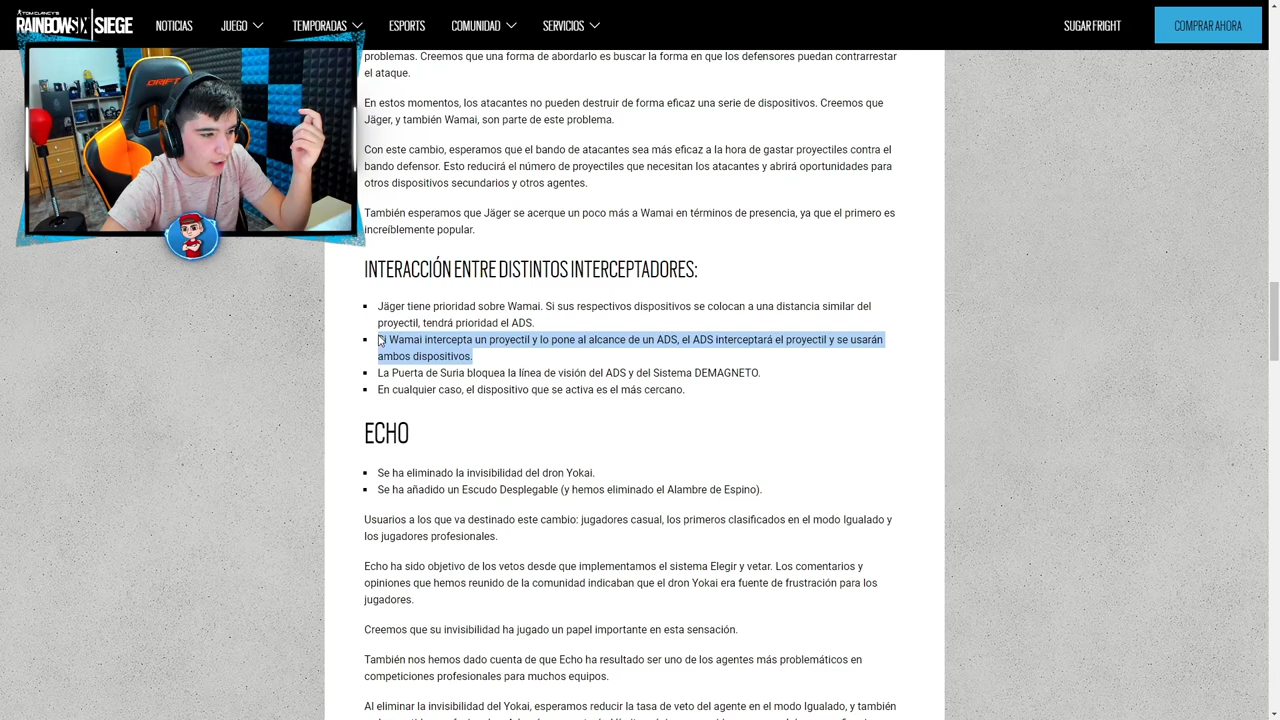 TOM CLANCY'S
RAINBOWSIX SIEGE
NOTICIAS
JUEGO
TEMPORADAS
ESPORTS
COMUNIDAD
SERVICIOS
SUGAR FRIGHT
COMPRAR AHORA
problemas. Creemos que una forma de abordarlo es buscar la forma en que los defensores puedan contrarrestar
el ataque.
En estos momentos, los atacantes no pueden destruir de forma eficaz una serie de dispositivos. Creemos que
Jäger, y también Wamai, son parte de este problema.
Con este cambio, esperamos que el bando de atacantes sea más eficaz a la hora de gastar proyectiles contra el
bando defensor. Esto reducirá el número de proyectiles que necesitan los atacantes y abrirá oportunidades para
otros dispositivos secundarios y otros agentes.
También esperamos que Jäger se acerque un poco más a Wamai en términos de presencia, ya que el primero es
increíblemente popular.
INTERACCIÓN ENTRE DISTINTOS INTERCEPTADORES:
Jäger tiene prioridad sobre Wamai. Si sus respectivos dispositivos se colocan a una distancia similar del
proyectil, tendrá prioridad el ADS.
Si Wamai intercepta un proyectil y lo pone al alcance de un ADS, el ADS interceptará el proyectil y se usarán
ambos dispositivos.
La Puerta de Suria bloquea la línea de visión del ADS y del Sistema DEMAGNETO.
En cualquier caso, el dispositivo que se activa es el más cercano.
ECHO
Se ha eliminado la invisibilidad del dron Yokai.
Se ha añadido un Escudo Desplegable (y hemos eliminado el Alambre de Espino).
Usuarios a los que va destinado este cambio: jugadores casual, los primeros clasificados en el modo Igualado y
los jugadores profesionales.
Echo ha sido objetivo de los vetos desde que implementamos el sistema Elegir y vetar. Los comentarios y
opiniones que hemos reunido de la comunidad indicaban que el dron Yokai era fuente de frustración para los
jugadores.
Creemos que su invisibilidad ha jugado un papel importante en esta sensación.
También nos hemos dado cuenta de que Echo ha resultado ser uno de los agentes más problemáticos en
competiciones profesionales para muchos equipos.
Al eliminar la invisibilidad del Yokai, esperamos reducir la tasa de veto del agente en el modo Igualado, y también
DRIFT